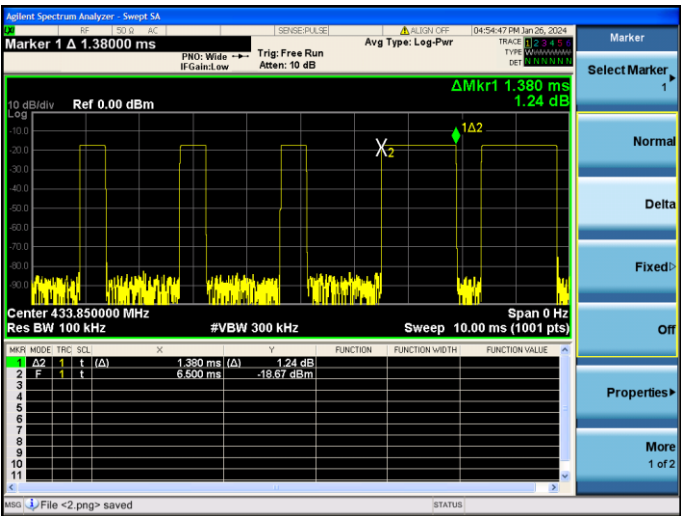 Agilent Spectrum Analyzer - Swept SA
RF 50 Ω AC SENSE:PULSE ALIGN OFF 04:54:47 PM Jan 26, 2024
Marker 1 Δ 1.38000 ms
PNO: Wide
IFGain:Low
Trig: Free Run
Atten: 10 dB
Avg Type: Log-Pwr
TRACE 1 2 3 4 5 6
TYPE WWWWWW
DET N N N N N N
ΔMkr1 1.380 ms
1.24 dB
10 dB/div Ref 0.00 dBm
Log
-10.0
-20.0
-30.0
-40.0
-50.0
-60.0
-70.0
-80.0
-90.0
1Δ2
X2
Center 433.850000 MHz Span 0 Hz
Res BW 100 kHz #VBW 300 kHz Sweep 10.00 ms (1001 pts)
MKR MODE TRC SCL X Y FUNCTION FUNCTION WIDTH FUNCTION VALUE
1 Δ2 1 t (Δ) 1.380 ms (Δ) 1.24 dB
2 F 1 t 6.500 ms -18.67 dBm
3
4
5
6
7
8
9
10
11
MSG File <2.png> saved STATUS
Marker
Select Marker
1
Normal
Delta
Fixed
Off
Properties
More
1 of 2